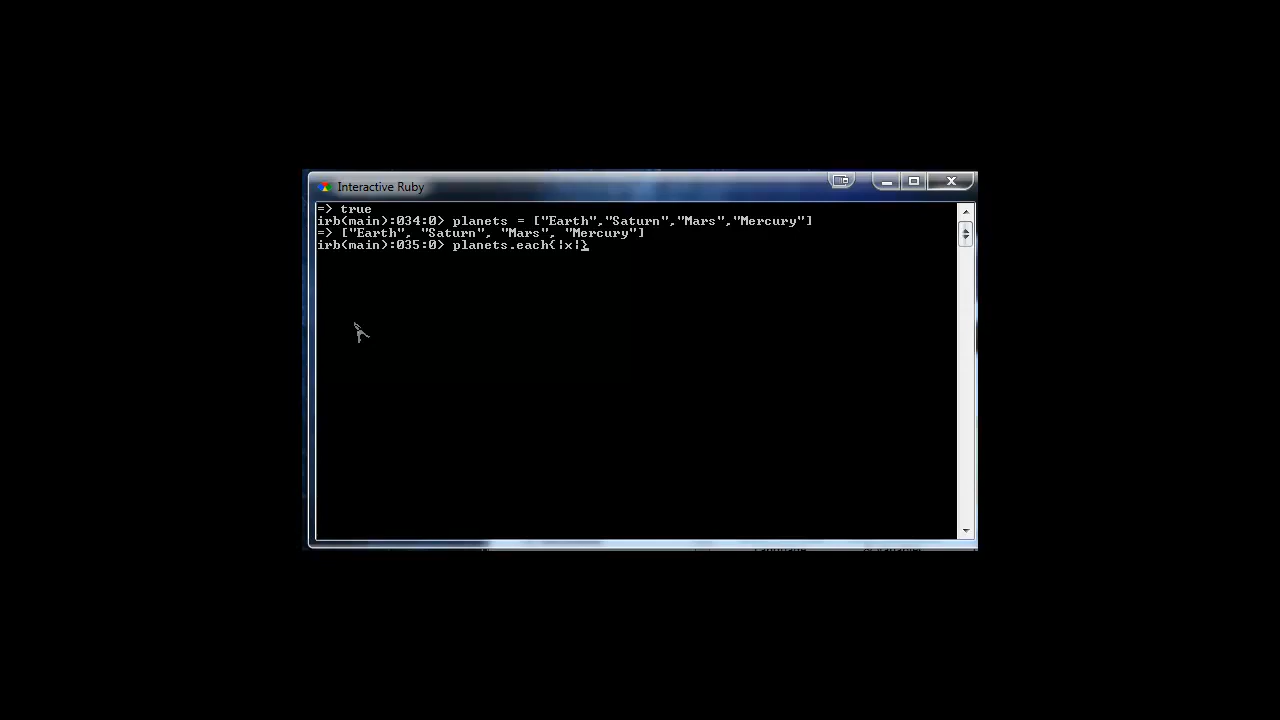 Interactive Ruby
=> true
irb(main):034:0> planets = ["Earth","Saturn","Mars","Mercury"]
=> ["Earth", "Saturn", "Mars", "Mercury"]
irb(main):035:0> planets.each{|x|}